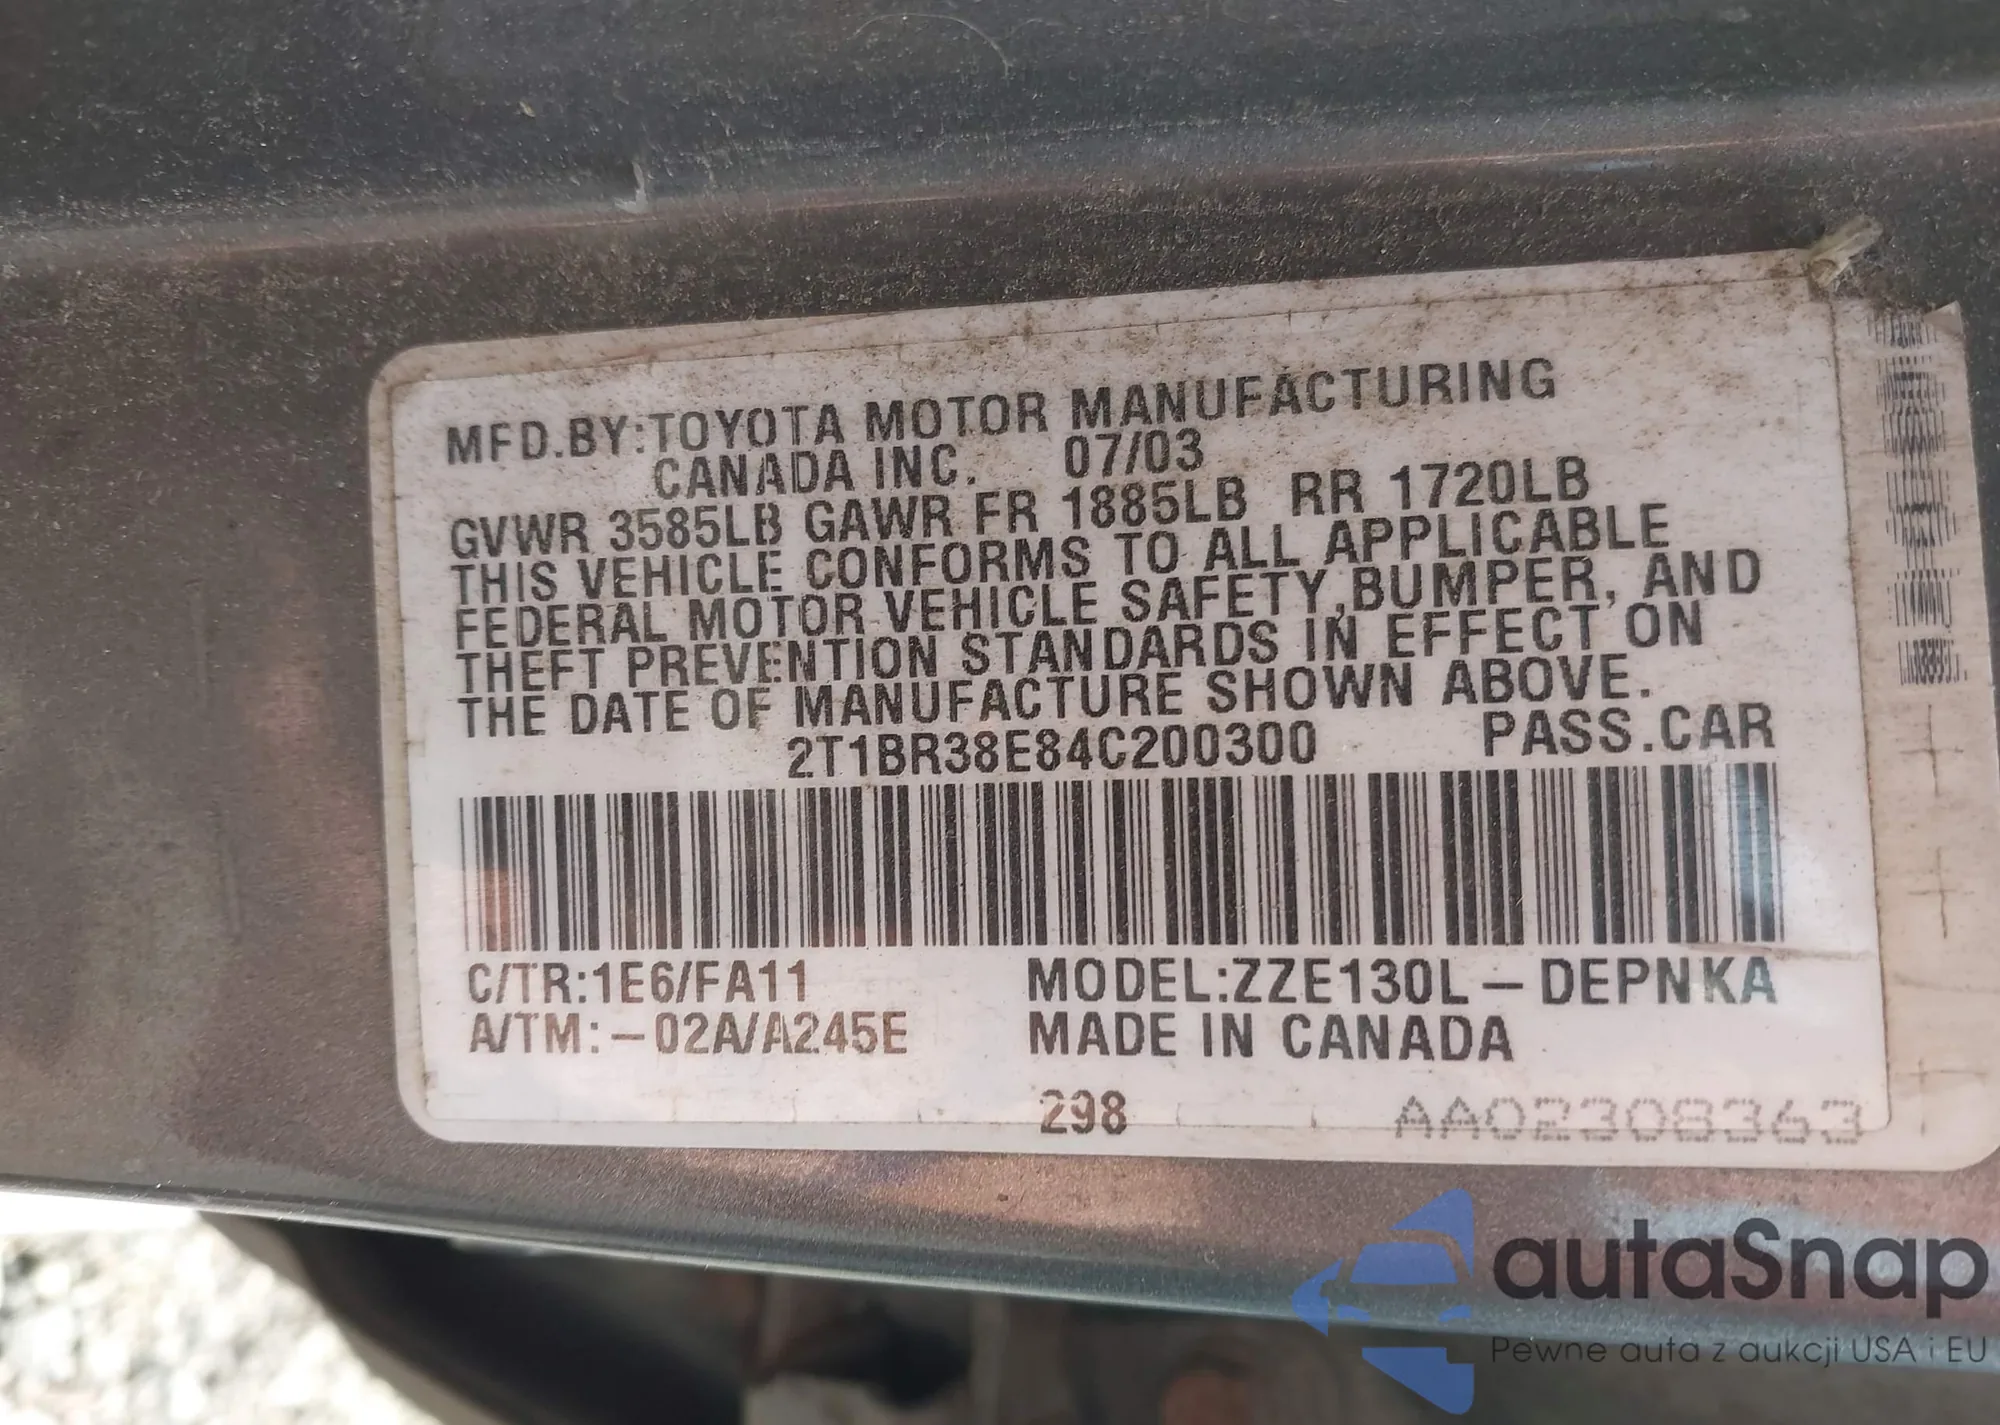 MFD.BY:TOYOTA MOTOR MANUFACTURING
CANADA INC. 07/03
GVWR 3585LB GAWR FR 1885LB RR 1720LB
THIS VEHICLE CONFORMS TO ALL APPLICABLE
FEDERAL MOTOR VEHICLE SAFETY,BUMPER, AND
THEFT PREVENTION STANDARDS IN EFFECT ON
THE DATE OF MANUFACTURE SHOWN ABOVE.
2T1BR38E84C200300 PASS.CAR
C/TR:1E6/FA11 MODEL:ZZE130L-DEPNKA
A/TM:-02A/A245E MADE IN CANADA
298 AA02308363
autaSnap
Pewne auta z aukcji USA i EU